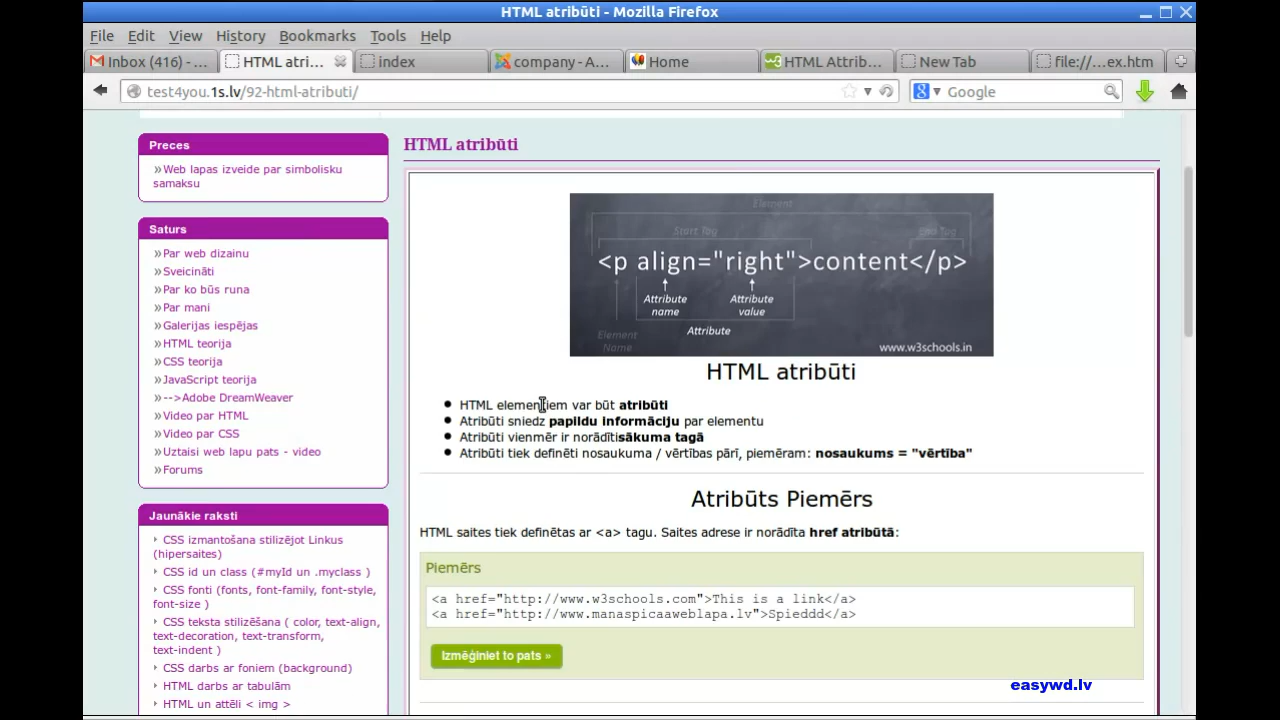 HTML atribūti - Mozilla Firefox
File Edit View History Bookmarks Tools Help
Inbox (416) - ... HTML atri... index company - A... Home HTML Attrib... New Tab file://...ex.htm
test4you.1s.lv/92-html-atributi/ Google
Preces
»Web lapas izveide par simbolisku
samaksu
Saturs
»Par web dizainu
»Sveicināti
»Par ko būs runa
»Par mani
»Galerijas iespējas
»HTML teorija
»CSS teorija
»JavaScript teorija
»-->Adobe DreamWeaver
»Video par HTML
»Video par CSS
»Uztaisi web lapu pats - video
»Forums
Jaunākie raksti
CSS izmantošana stilizējot Linkus
(hipersaites)
CSS id un class (#myId un .myclass )
CSS fonti (fonts, font-family, font-style,
font-size )
CSS teksta stilizēšana ( color, text-align,
text-decoration, text-transform,
text-indent )
CSS darbs ar foniem (background)
HTML darbs ar tabulām
HTML un attēli < img >
HTML atribūti
Element
Start Tag End Tag
<p align="right">content</p>
Attribute
name
Attribute
value
Attribute
Element
Name
www.w3schools.in
HTML atribūti
HTML elementiem var būt atribūti
Atribūti sniedz papildu informāciju par elementu
Atribūti vienmēr ir norādītisākuma tagā
Atribūti tiek definēti nosaukuma / vērtības pārī, piemēram: nosaukums = "vērtība"
Atribūts Piemērs
HTML saites tiek definētas ar <a> tagu. Saites adrese ir norādīta href atribūtā:
Piemērs
<a href="http://www.w3schools.com">This is a link</a>
<a href="http://www.manaspicaaweblapa.lv">Spieddd</a>
Izmēģiniet to pats »
easywd.lv